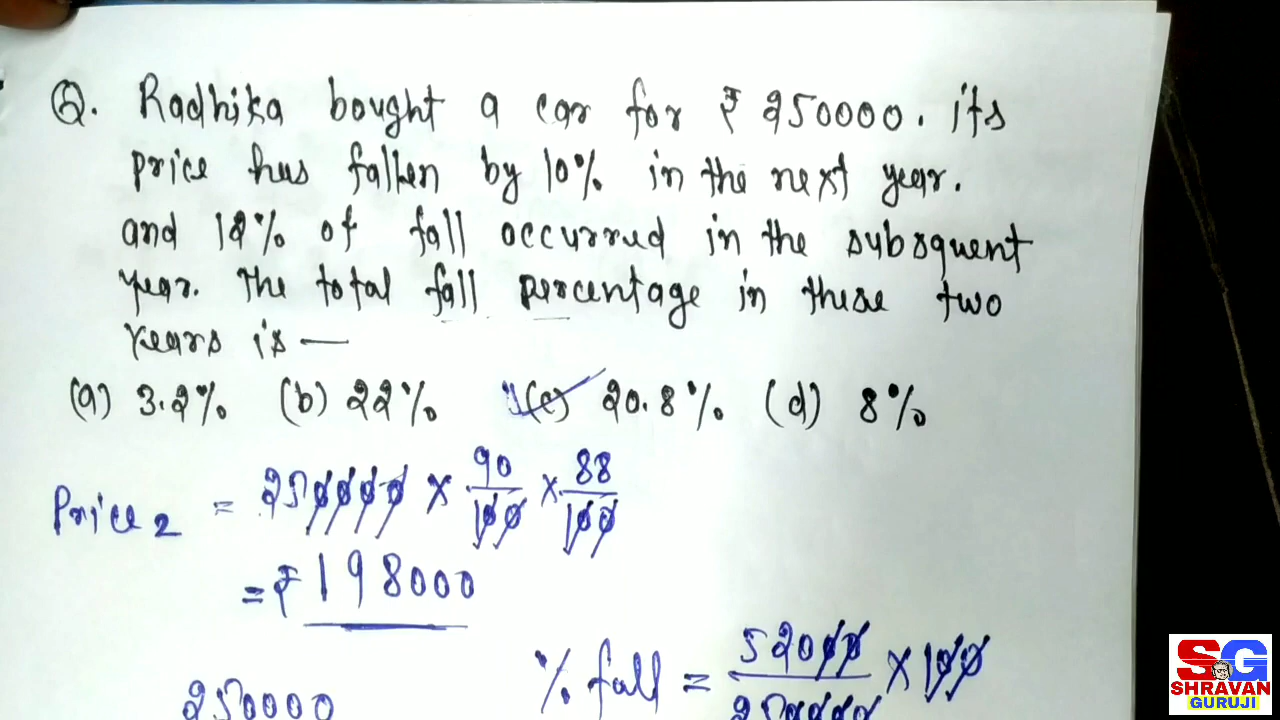 Q. Radhika bought a car for ₹ 250000. its
price has fallen by 10% in the next year.
and 12% of fall occurred in the subsquent
year. The total fall percentage in these two
years is —
(a) 3.2% (b) 22% (c) 20.8% (d) 8%
Price 2 = 250000 × 90/100 × 88/100
= ₹ 198000
250000
% fall = 52000/250000 × 100
SG
SHRAVAN
GURUJI